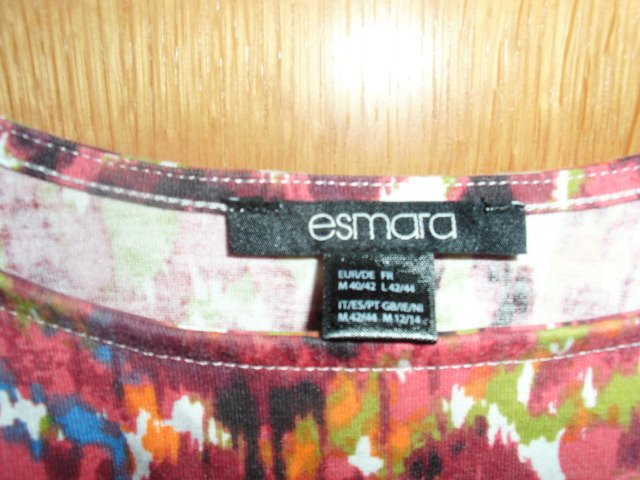 esmara
EUR/DE FR
M 40/42 L 42/44
IT/ES/PT GB/IE/NI
M 42/44 M 12/14